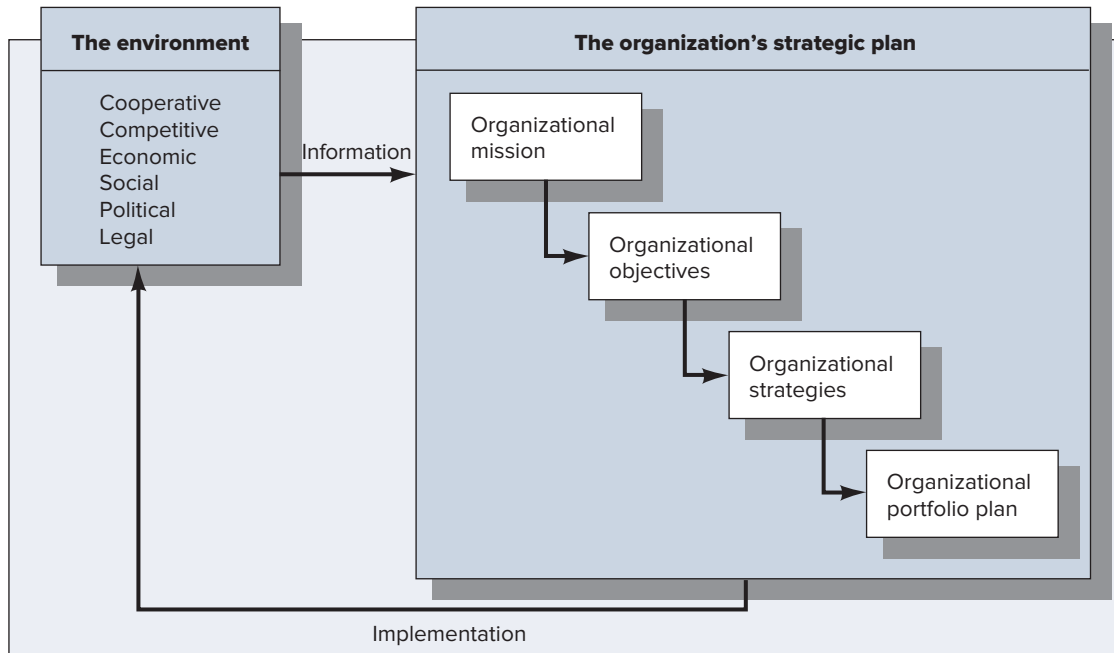 The environment
Cooperative
Competitive
Economic
Social
Political
Legal
Information
The organization’s strategic plan
Organizational
mission
Organizational
objectives
Organizational
strategies
Organizational
portfolio plan
Implementation